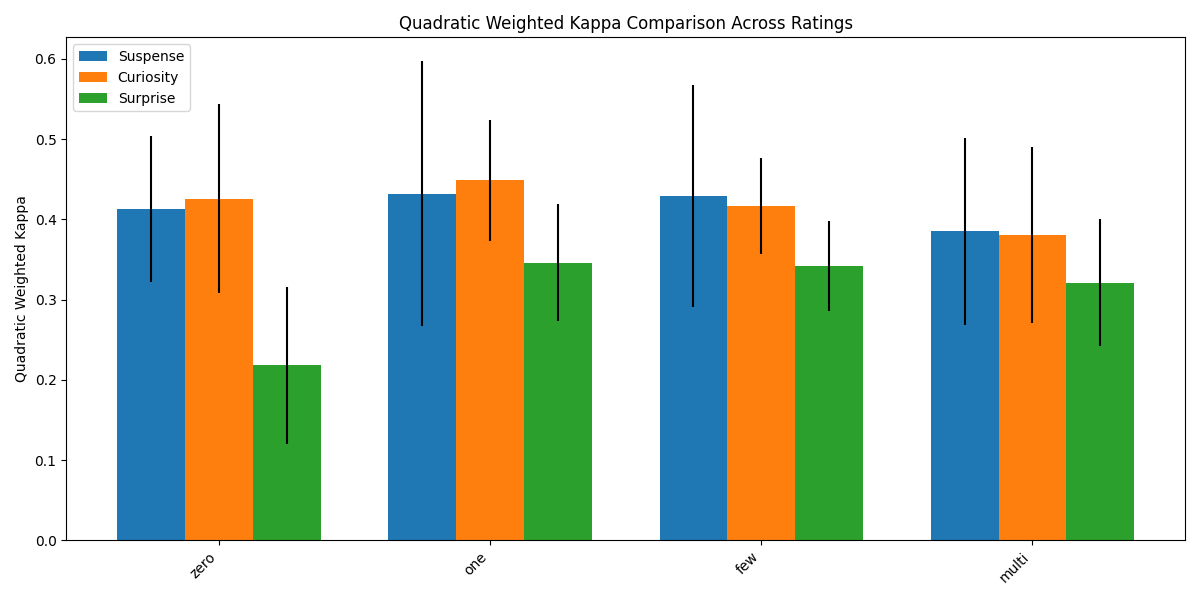 Quadratic Weighted Kappa Comparison Across Ratings
Suspense
Curiosity
Surprise
Quadratic Weighted Kappa
0.6
0.5
0.4
0.3
0.2
0.1
0.0
zero
one
few
multi